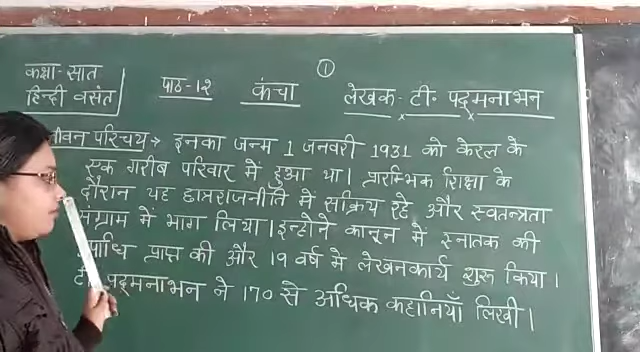 ①
कक्षा-सात
हिन्दी वसंत
पाठ-१२ कंचा लेखक- टी॰ पद्मनाभन
जीवन परिचय → इनका जन्म 1 जनवरी 1931 को केरल के
एक गरीब परिवार में हुआ था। प्रारम्भिक शिक्षा के
दौरान यह छात्रराजनीति में सक्रिय रहे और स्वतन्त्रता
संग्राम में भाग लिया। इन्होने कानून में स्नातक की
उपाधि प्राप्त की और 19 वर्ष मे लेखनकार्य शुरू किया।
टी॰ पद्मनाभन ने 170 से अधिक कहानियाँ लिखी।